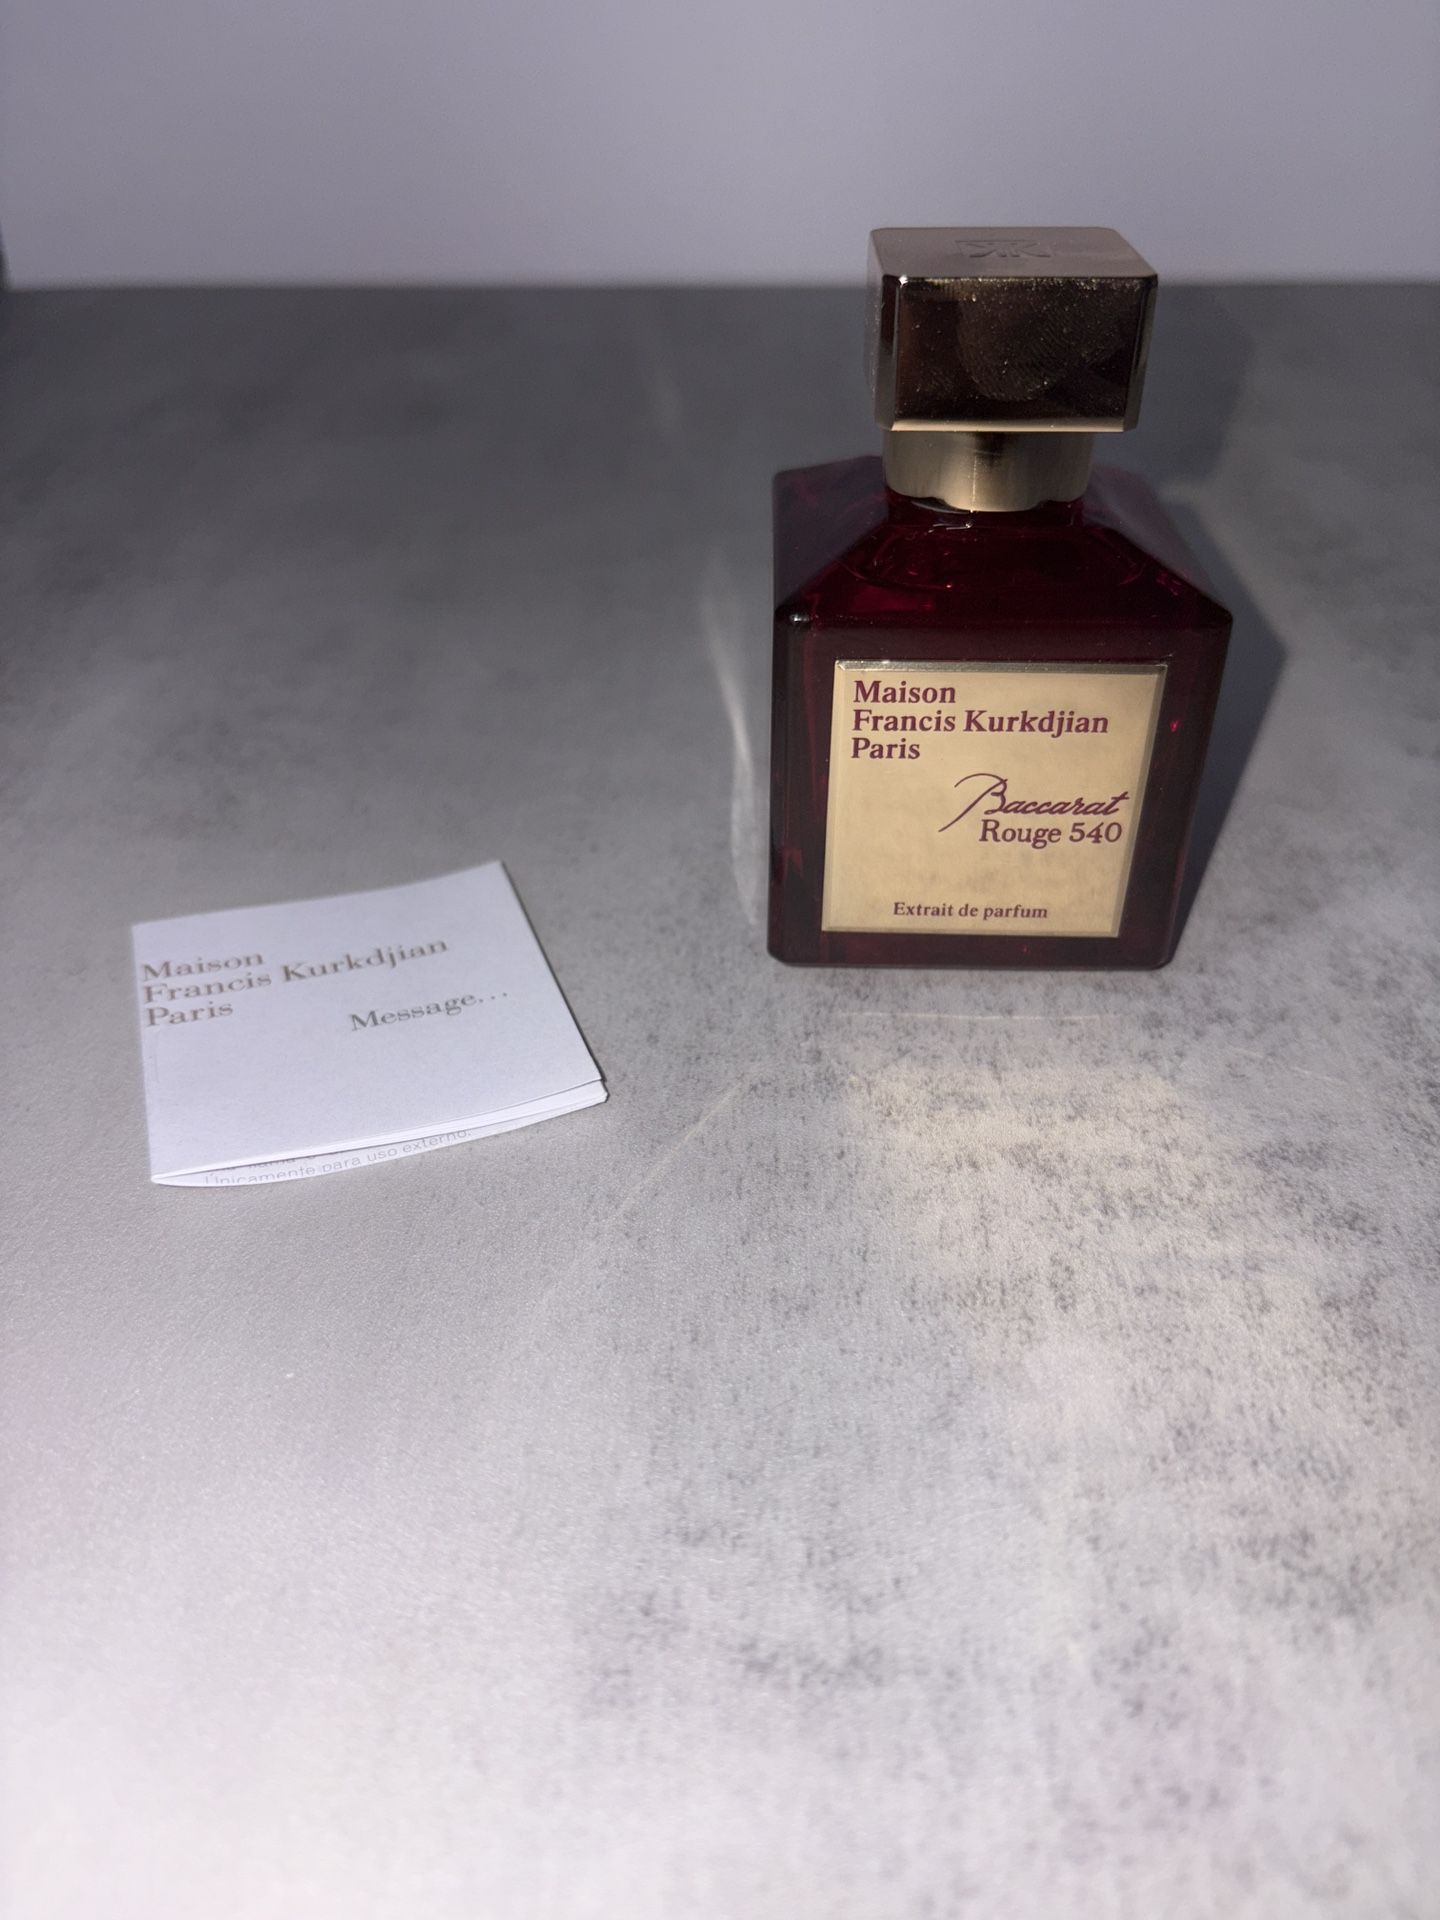 Maison
Francis Kurkdjian
Paris
Baccarat
Rouge 540
Extrait de parfum
Maison
Francis Kurkdjian
Paris
Message...
Únicamente para uso externo.